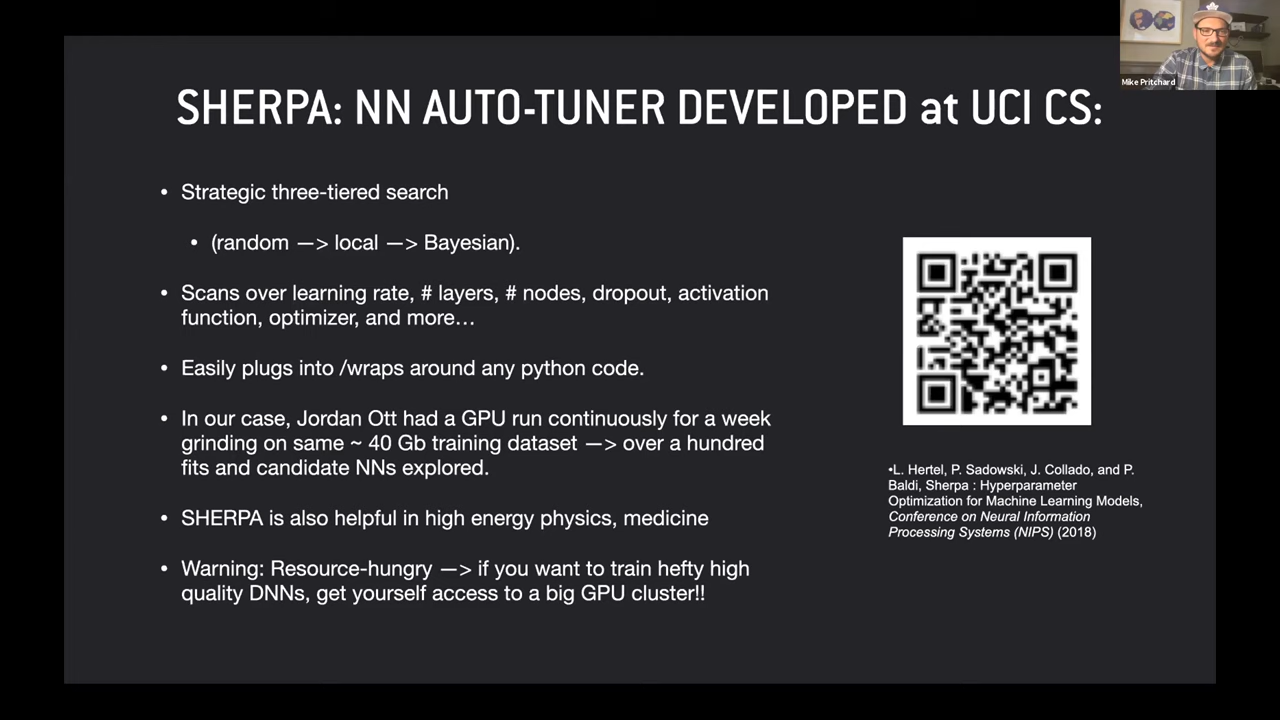 SHERPA: NN AUTO-TUNER DEVELOPED at UCI CS:
Mike Pritchard
• Strategic three-tiered search
• (random —> local —> Bayesian).
• Scans over learning rate, # layers, # nodes, dropout, activation
function, optimizer, and more…
• Easily plugs into /wraps around any python code.
• In our case, Jordan Ott had a GPU run continuously for a week
grinding on same ~ 40 Gb training dataset —> over a hundred
fits and candidate NNs explored.
• SHERPA is also helpful in high energy physics, medicine
• Warning: Resource-hungry —> if you want to train hefty high
quality DNNs, get yourself access to a big GPU cluster!!
•L. Hertel, P. Sadowski, J. Collado, and P.
Baldi, Sherpa : Hyperparameter
Optimization for Machine Learning Models,
Conference on Neural Information
Processing Systems (NIPS) (2018)